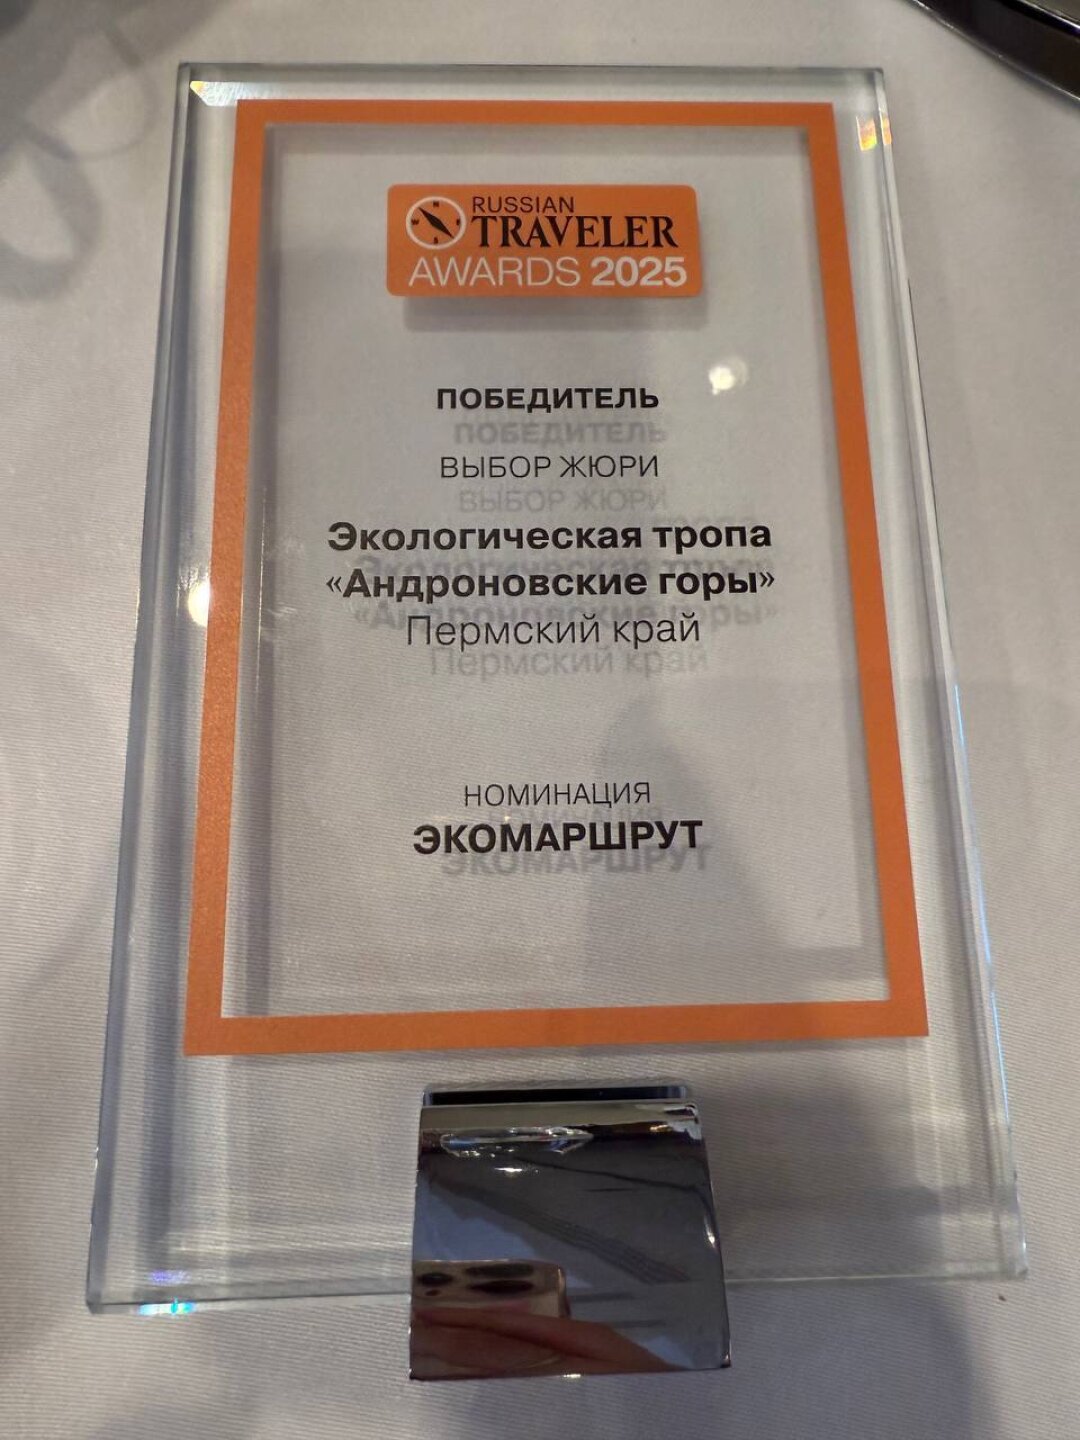 RUSSIAN
TRAVELER
AWARDS 2025
ПОБЕДИТЕЛЬ
ВЫБОР ЖЮРИ
Экологическая тропа
«Андроновские горы»
Пермский край
НОМИНАЦИЯ
ЭКОМАРШРУТ